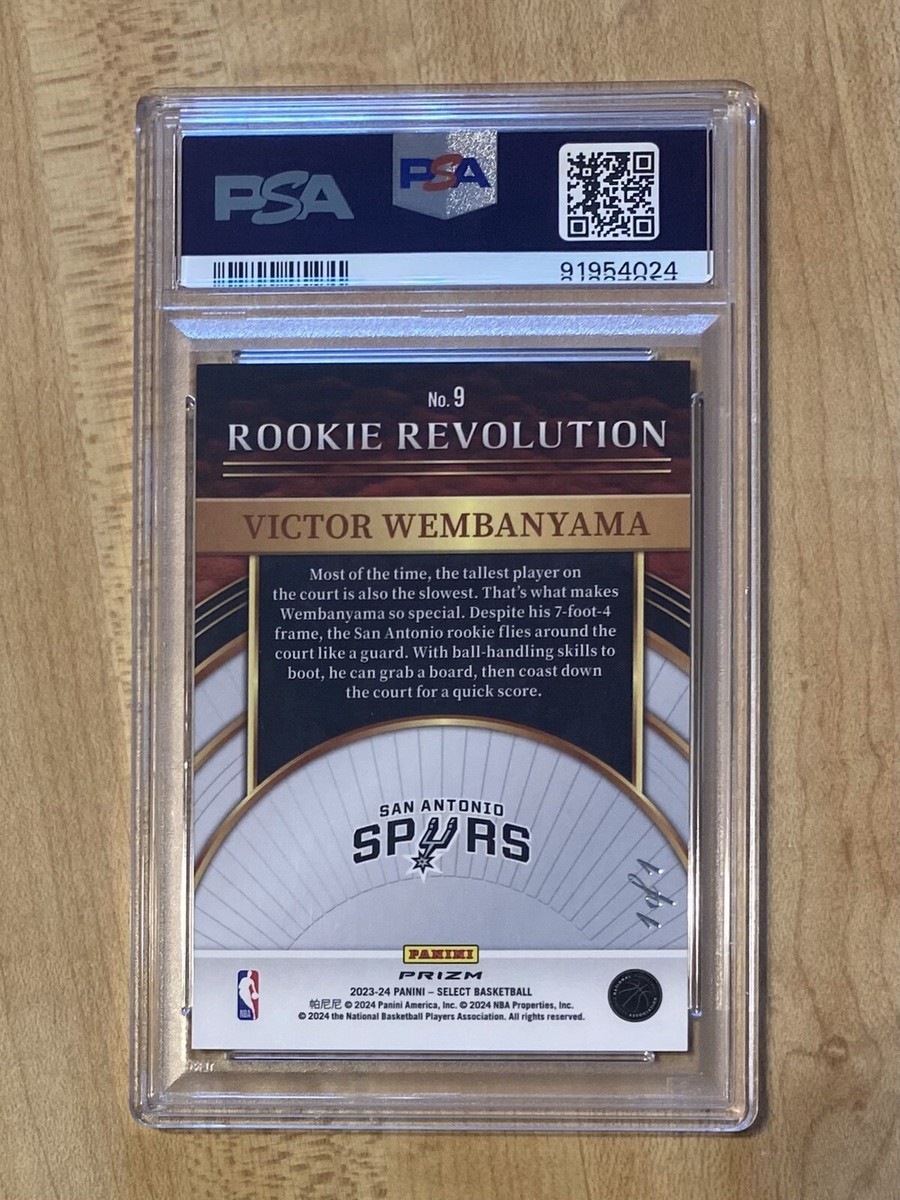 PSA PSA
91954024
No. 9
ROOKIE REVOLUTION
VICTOR WEMBANYAMA
Most of the time, the tallest player on
the court is also the slowest. That's what makes
Wembanyama so special. Despite his 7-foot-4
frame, the San Antonio rookie flies around the
court like a guard. With ball-handling skills to
boot, he can grab a board, then coast down
the court for a quick score.
SAN ANTONIO
SPURS
1 of 1
PANINI
PRIZM
2023-24 PANINI – SELECT BASKETBALL
帕尼尼 © 2024 Panini America, Inc. © 2024 NBA Properties, Inc.
© 2024 the National Basketball Players Association. All rights reserved.
NBA